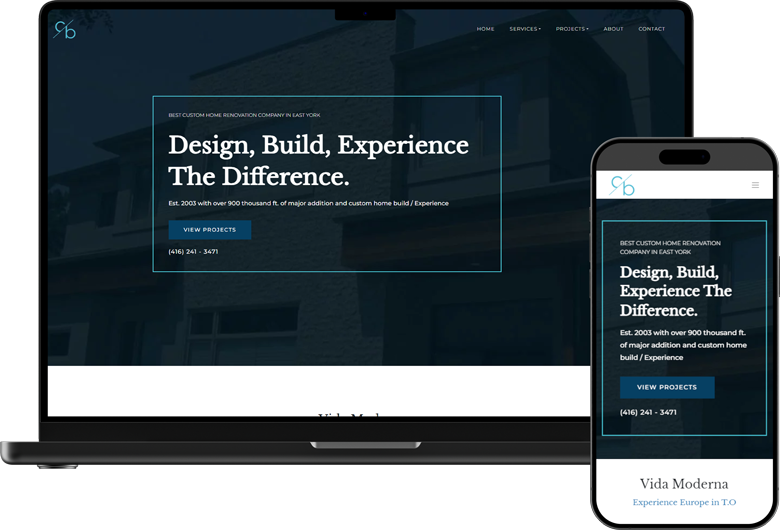 c/b
HOME SERVICES PROJECTS ABOUT CONTACT
BEST CUSTOM HOME RENOVATION COMPANY IN EAST YORK
Design, Build, Experience
The Difference.
Est. 2003 with over 900 thousand ft. of major addition and custom home build / Experience
VIEW PROJECTS
(416) 241 - 3471
c/b
BEST CUSTOM HOME RENOVATION
COMPANY IN EAST YORK
Design, Build,
Experience The
Difference.
Est. 2003 with over 900 thousand ft.
of major addition and custom home
build / Experience
VIEW PROJECTS
(416) 241 - 3471
Vida Moderna
Experience Europe in T.O